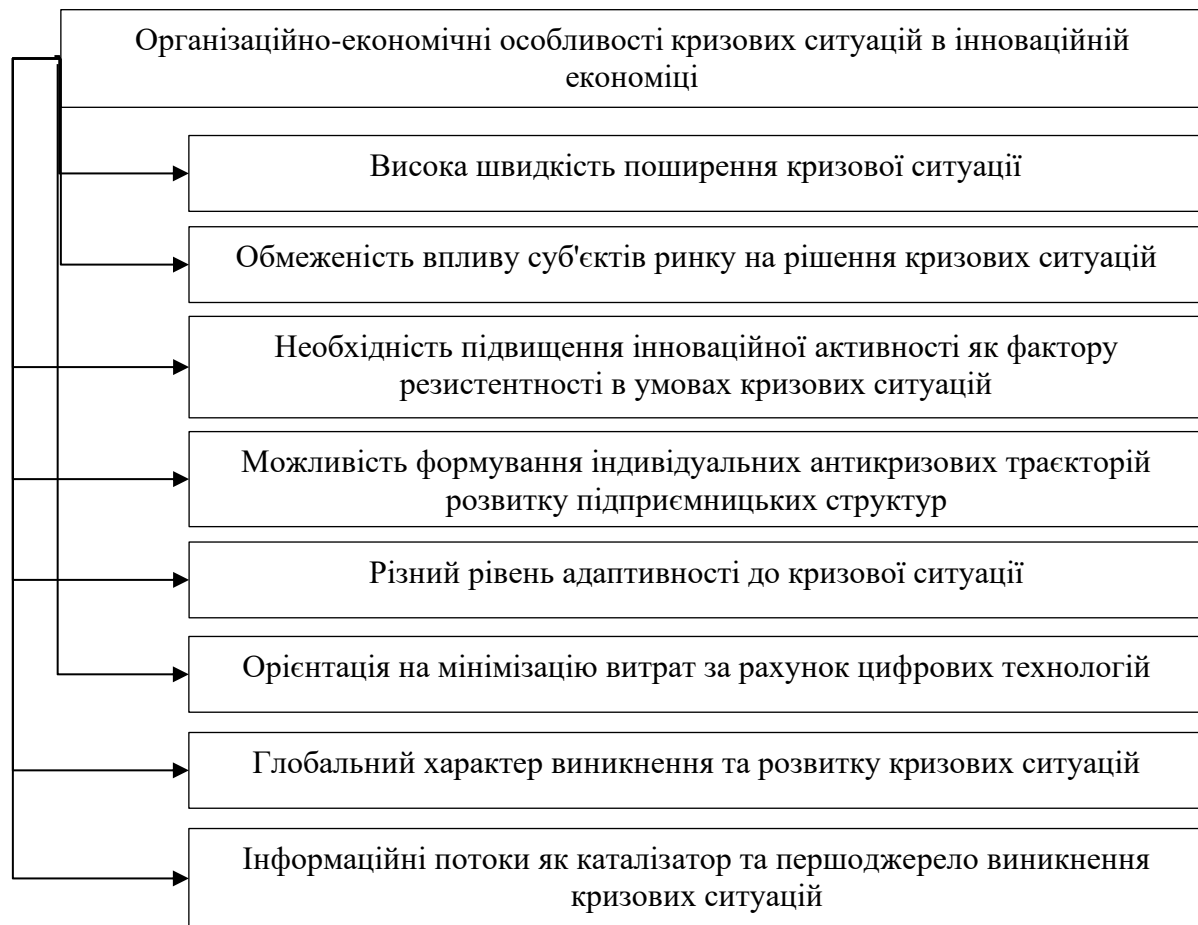 Організаційно-економічні особливості кризових ситуацій в інноваційній
економіці
Висока швидкість поширення кризової ситуації
Обмеженість впливу суб'єктів ринку на рішення кризових ситуацій
Необхідність підвищення інноваційної активності як фактору
резистентності в умовах кризових ситуацій
Можливість формування індивідуальних антикризових траєкторій
розвитку підприємницьких структур
Різний рівень адаптивності до кризової ситуації
Орієнтація на мінімізацію витрат за рахунок цифрових технологій
Глобальний характер виникнення та розвитку кризових ситуацій
Інформаційні потоки як каталізатор та першоджерело виникнення
кризових ситуацій